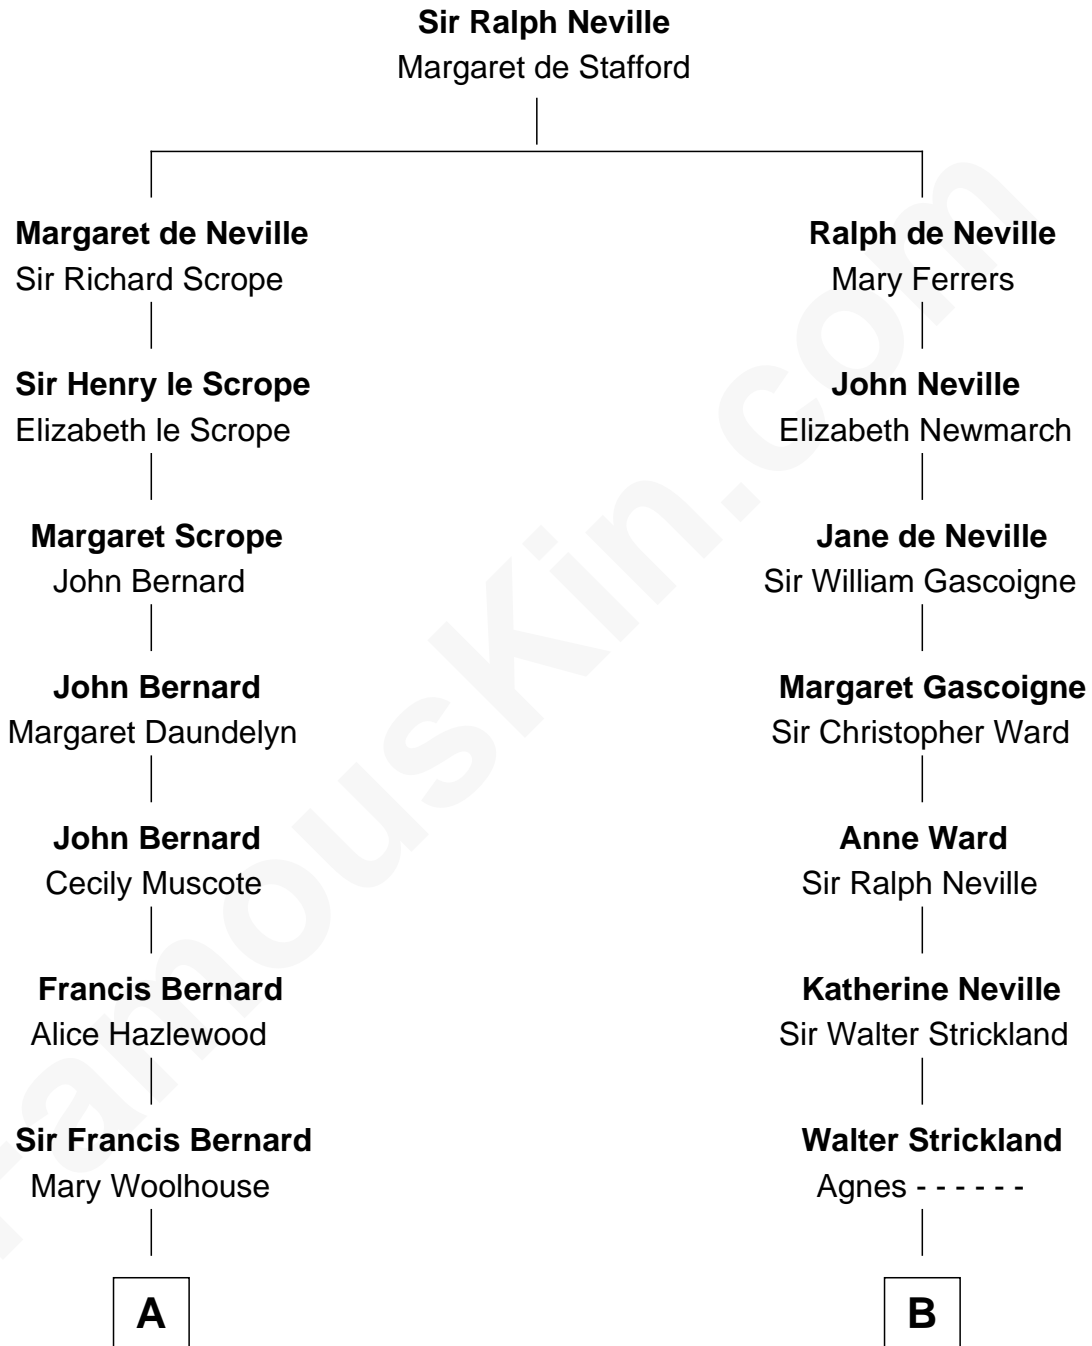 Sir Ralph Neville
Margaret de Stafford
Margaret de Neville
Sir Richard Scrope
Ralph de Neville
Mary Ferrers
Sir Henry le Scrope
Elizabeth le Scrope
John Neville
Elizabeth Newmarch
Margaret Scrope
John Bernard
Jane de Neville
Sir William Gascoigne
John Bernard
Margaret Daundelyn
Margaret Gascoigne
Sir Christopher Ward
John Bernard
Cecily Muscote
Anne Ward
Sir Ralph Neville
Francis Bernard
Alice Hazlewood
Katherine Neville
Sir Walter Strickland
Sir Francis Bernard
Mary Woolhouse
Walter Strickland
Agnes - - - - - -
A
B
FamousKin.com